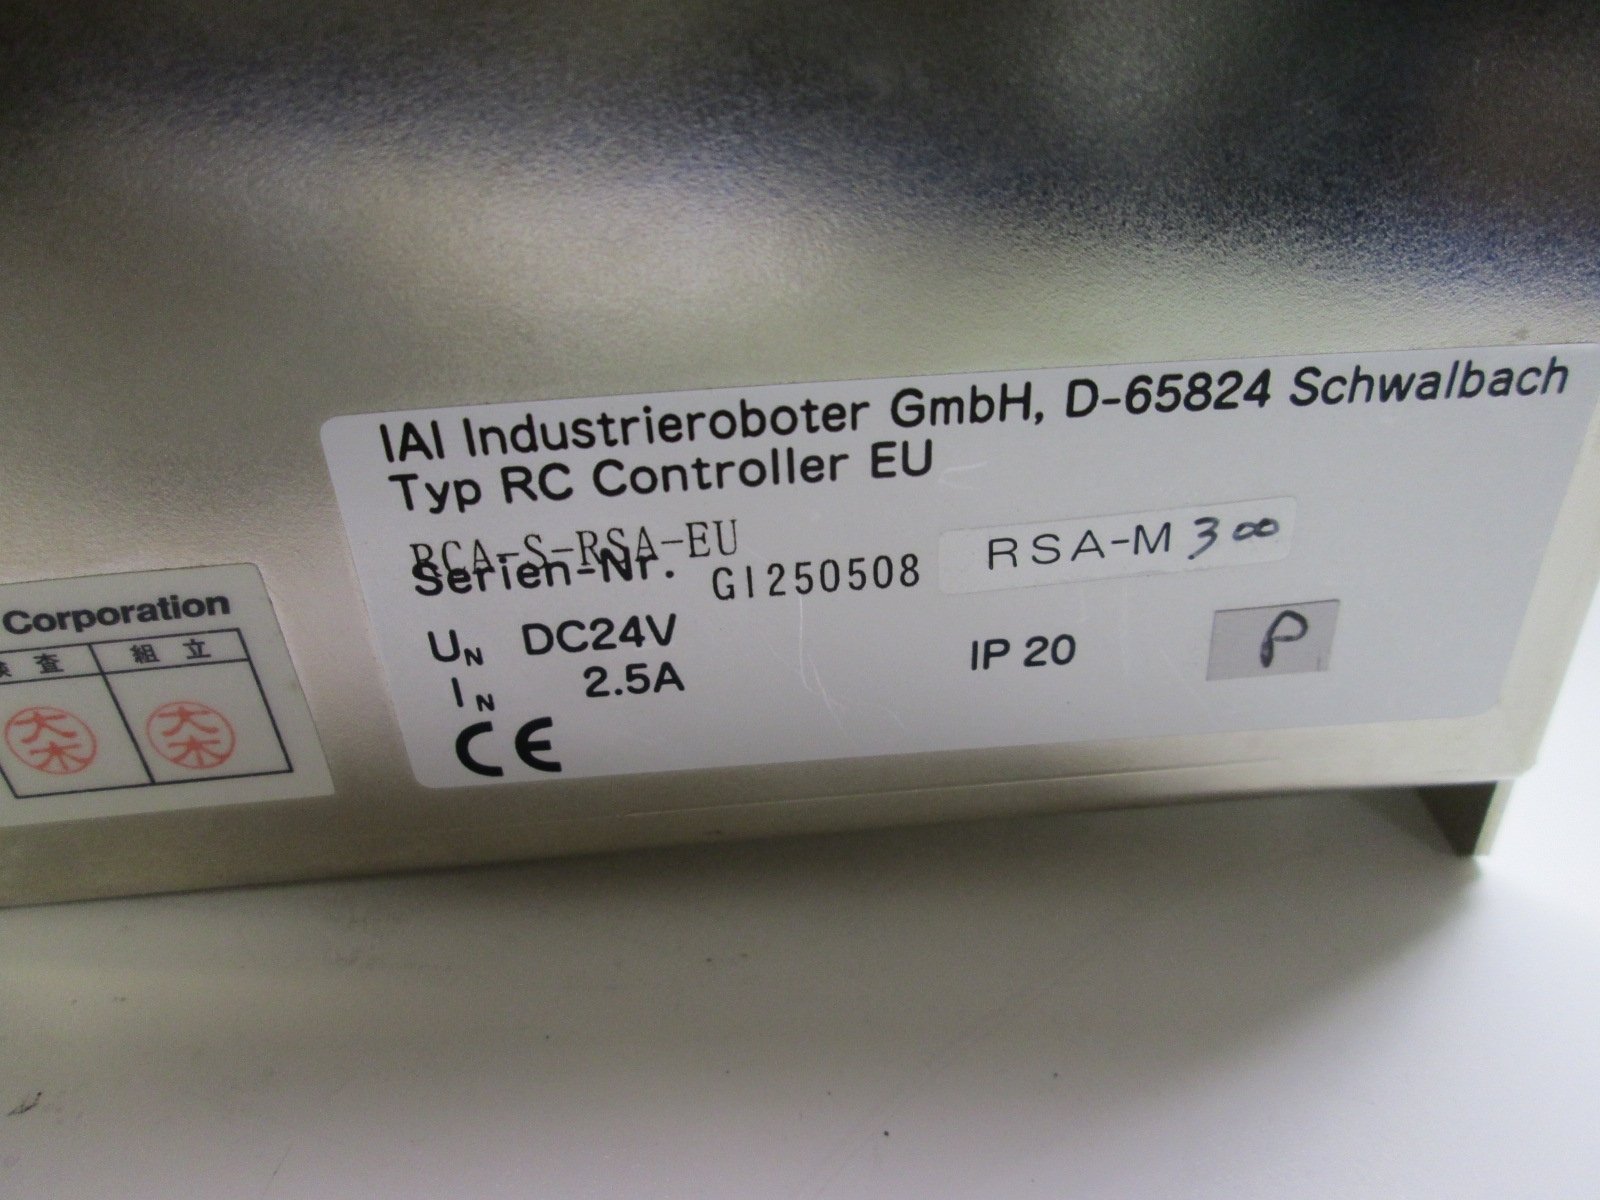 IAI Industrieroboter GmbH, D-65824 Schwalbach
Typ RC Controller EU
RCA-S-RSA-EU
Serien-Nr. GI250508
RSA-M 300
UN DC24V
IP 20
P
IN 2.5A
CE
Corporation
査 組 立
大木 大木